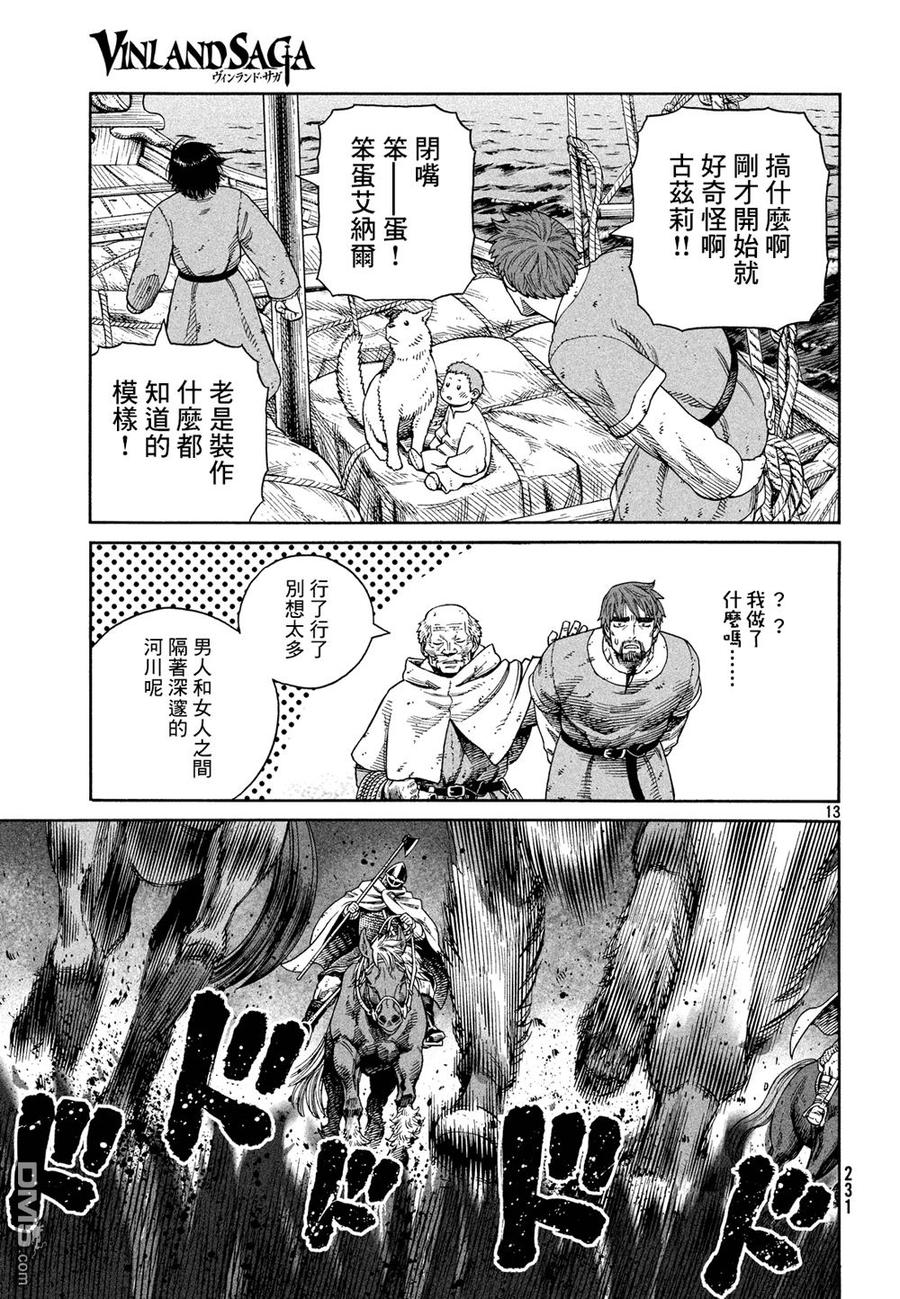 VINLAND SAGA
ヴィンランド・サガ
搞什麼啊
剛才開始就
好奇怪啊
古茲莉!!
閉嘴
笨——蛋！
笨蛋艾納爾
老是裝作
什麼都
知道的
模樣！
？？
我做了
什麼嗎……
行了行了
別想太多
男人和女人之間
隔著深邃的
河川呢
13
ドドドドド
231
DM5.com